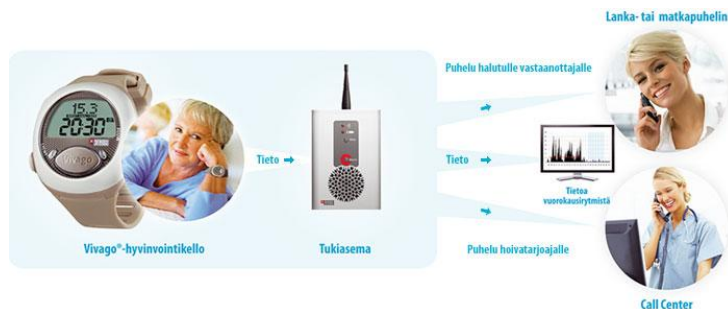 Lanka- tai matkapuhelin
Puhelu halutulle vastaanottajalle
15.3
20:30
Vivago
Tieto
Tieto
Tietoa
vuorokausirytmistä
Vivago®-hyvinvointikello
Tukiasema
Puhelu hoivatarjoajalle
Call Center